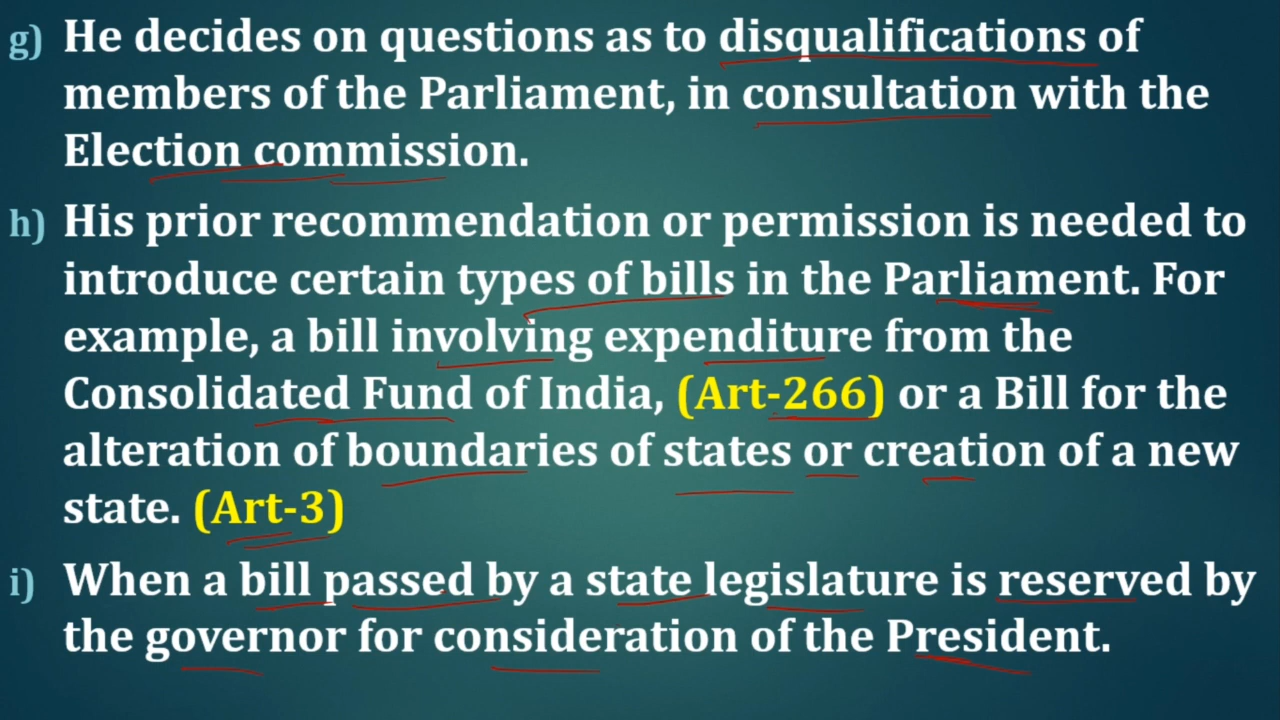 g) He decides on questions as to disqualifications of
members of the Parliament, in consultation with the
Election commission.
h) His prior recommendation or permission is needed to
introduce certain types of bills in the Parliament. For
example, a bill involving expenditure from the
Consolidated Fund of India, (Art-266) or a Bill for the
alteration of boundaries of states or creation of a new
state. (Art-3)
i) When a bill passed by a state legislature is reserved by
the governor for consideration of the President.